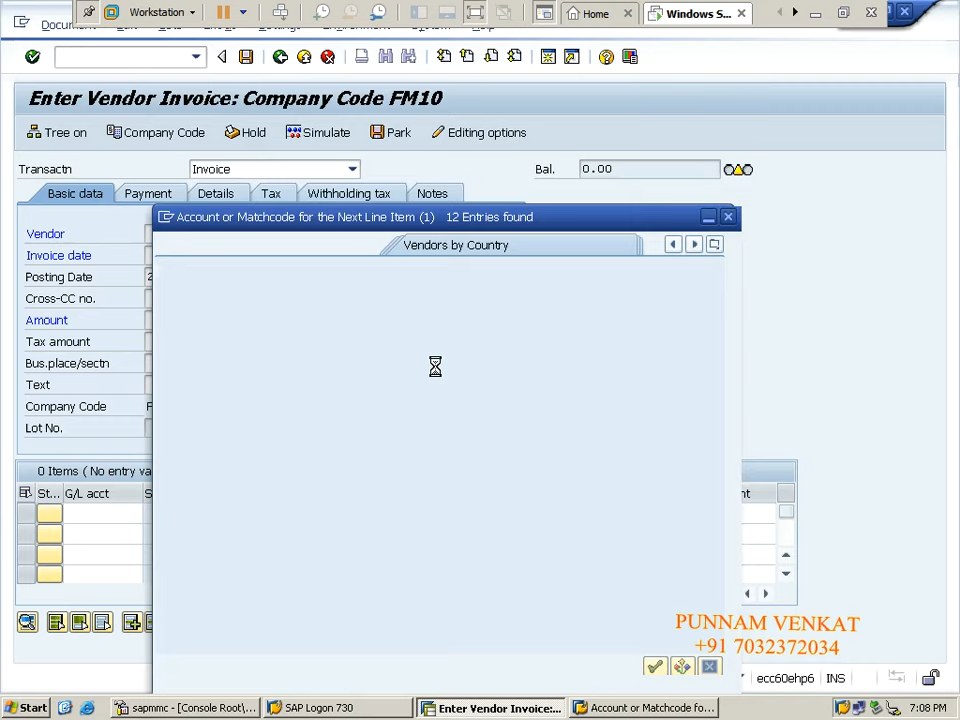 Workstation
Home
Windows S...
Enter Vendor Invoice: Company Code FM10
Tree on
Company Code
Hold
Simulate
Park
Editing options
Transactn
Invoice
Bal.
0.00
Basic data
Payment
Details
Tax
Withholding tax
Notes
Account or Matchcode for the Next Line Item (1) 12 Entries found
Vendors by Country
Vendor
Invoice date
Posting Date
2
Cross-CC no.
Amount
Tax amount
Bus.place/sectn
Text
Company Code
F
Lot No.
0 Items ( No entry va
St...
G/L acct
S
nt
PUNNAM VENKAT
+91 7032372034
ecc60ehp6
INS
Start
sapmmc - [Console Root\...
SAP Logon 730
Enter Vendor Invoice:...
Account or Matchcode fo...
7:08 PM